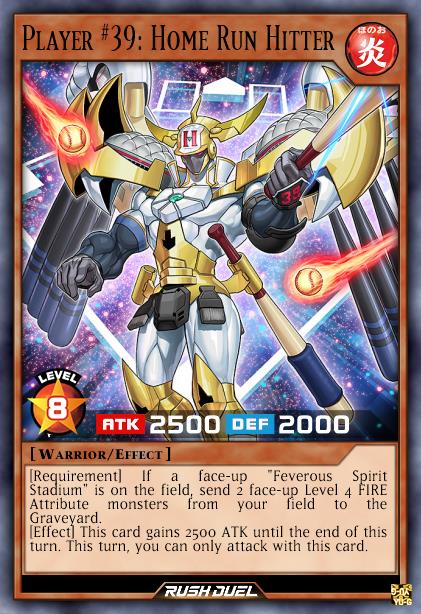 PLAYER #39: HOME RUN HITTER
ほのお
炎
H
39
LEVEL
8
ATK 2500 DEF 2000
[ WARRIOR/EFFECT ]
[Requirement] If a face-up "Feverous Spirit
Stadium" is on the field, send 2 face-up Level 4 FIRE
Attribute monsters from your field to the
Graveyard.
[Effect] This card gains 2500 ATK until the end of this
turn. This turn, you can only attack with this card.
RUSH DUEL